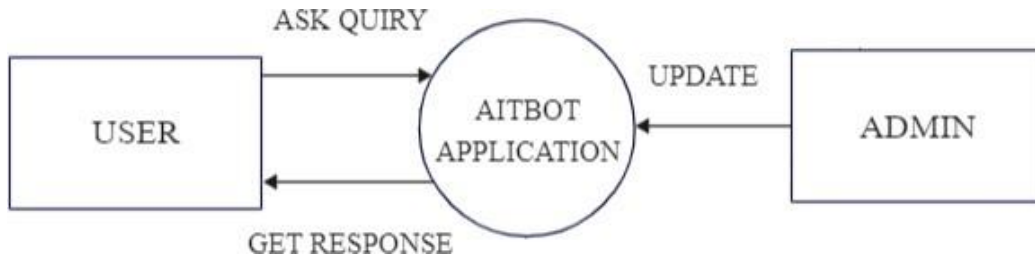 ASK QUIRY
USER
GET RESPONSE
AITBOT
APPLICATION
UPDATE
ADMIN